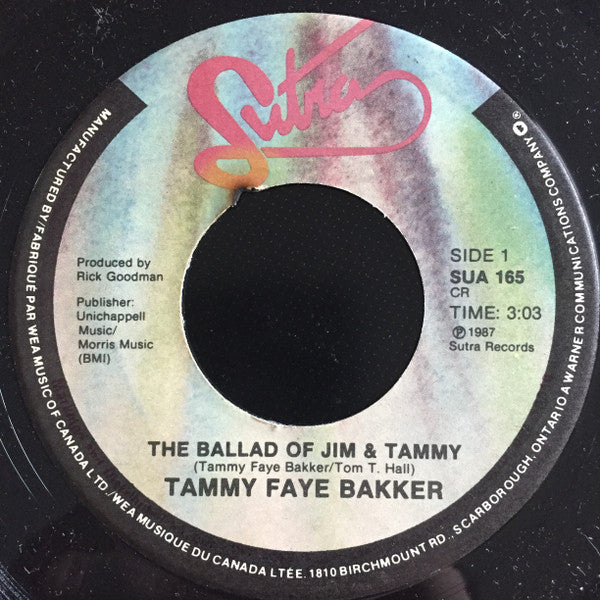 Sutra
Produced by
Rick Goodman
Publisher:
Unichappell
Music/
Morris Music
(BMI)
SIDE 1
SUA 165
CR
TIME: 3:03
Ⓟ 1987
Sutra Records
THE BALLAD OF JIM & TAMMY
(Tammy Faye Bakker/Tom T. Hall)
TAMMY FAYE BAKKER
MANUFACTURED BY/FABRIQUÉ PAR WEA MUSIC OF CANADA LTD./WEA MUSIQUE DU CANADA LTÉE. 1810 BIRCHMOUNT RD., SCARBOROUGH, ONTARIO A WARNER COMMUNICATIONS COMPANY